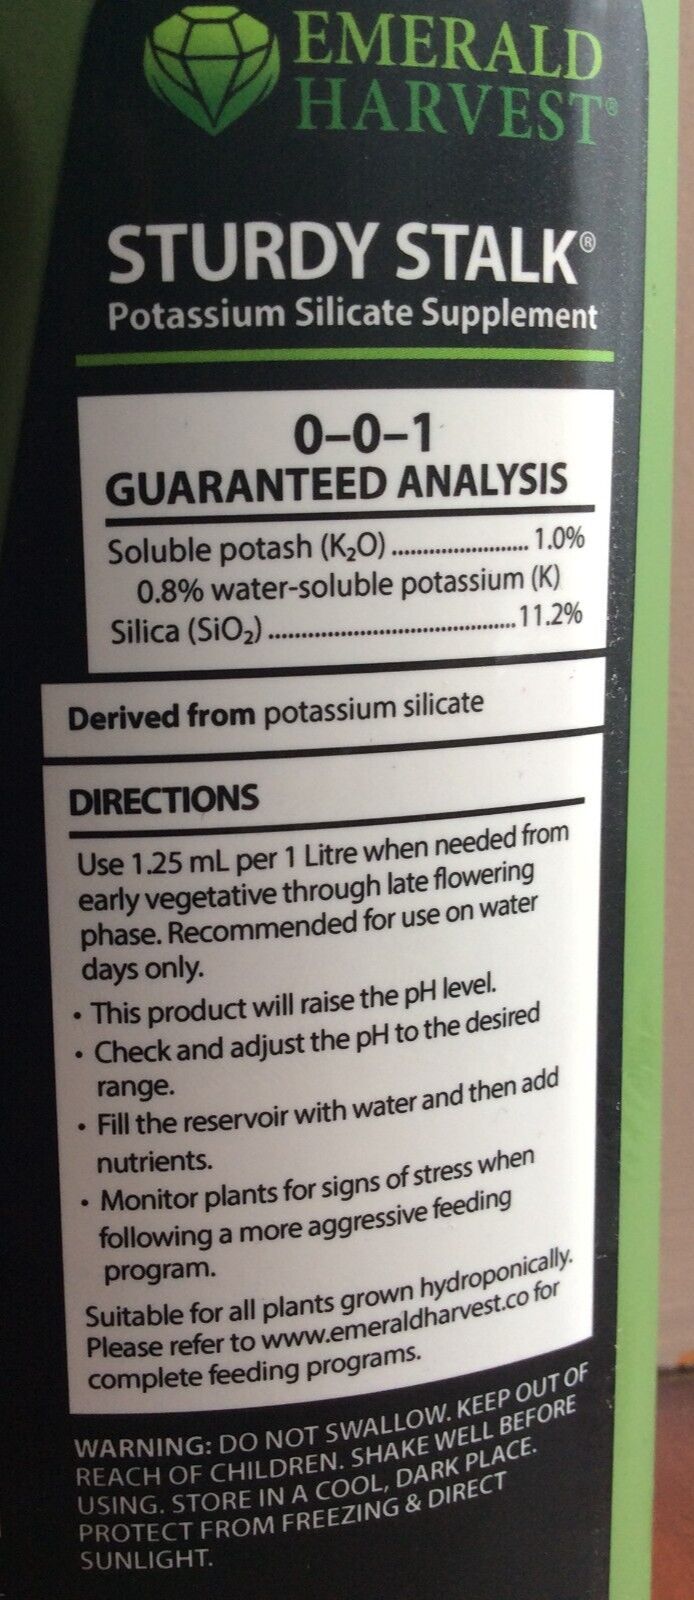 EMERALD
HARVEST®
STURDY STALK®
Potassium Silicate Supplement
0–0–1
GUARANTEED ANALYSIS
Soluble potash (K₂O) ........................ 1.0%
0.8% water-soluble potassium (K)
Silica (SiO₂) ..................................... 11.2%
Derived from potassium silicate
DIRECTIONS
Use 1.25 mL per 1 Litre when needed from
early vegetative through late flowering
phase. Recommended for use on water
days only.
• This product will raise the pH level.
• Check and adjust the pH to the desired
range.
• Fill the reservoir with water and then add
nutrients.
• Monitor plants for signs of stress when
following a more aggressive feeding
program.
Suitable for all plants grown hydroponically.
Please refer to www.emeraldharvest.co for
complete feeding programs.
WARNING: DO NOT SWALLOW. KEEP OUT OF
REACH OF CHILDREN. SHAKE WELL BEFORE
USING. STORE IN A COOL, DARK PLACE.
PROTECT FROM FREEZING & DIRECT
SUNLIGHT.